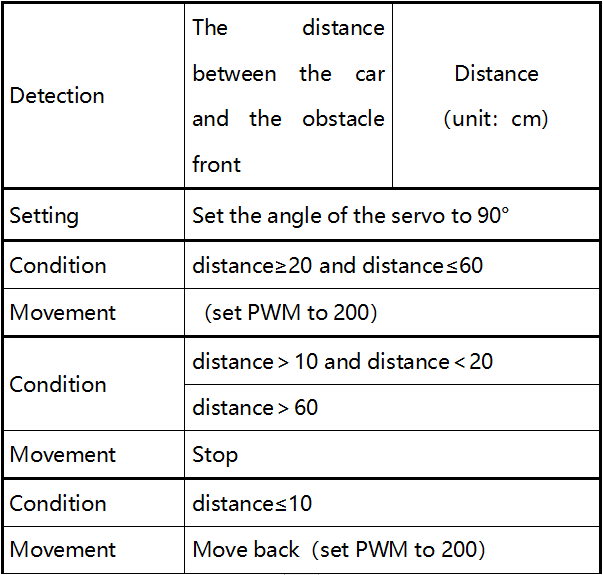 Detection
The distance
between the car
and the obstacle
front
Distance
（unit：cm)
Setting
Set the angle of the servo to 90°
Condition
distance≥20 and distance≤60
Movement
（set PWM to 200）
Condition
distance＞10 and distance＜20
distance＞60
Movement
Stop
Condition
distance≤10
Movement
Move back（set PWM to 200）